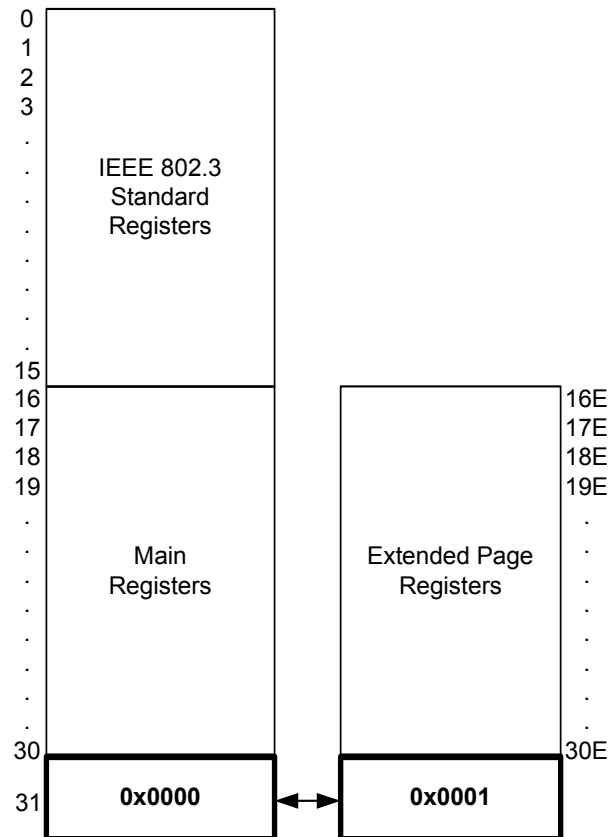 0
1
2
3
.
.
.
.
.
.
.
.
15
IEEE 802.3
Standard
Registers
16
17
18
19
.
.
.
.
.
.
.
.
30
Main
Registers
Extended Page
Registers
16E
17E
18E
19E
.
.
.
.
.
.
.
.
30E
31
0x0000
0x0001